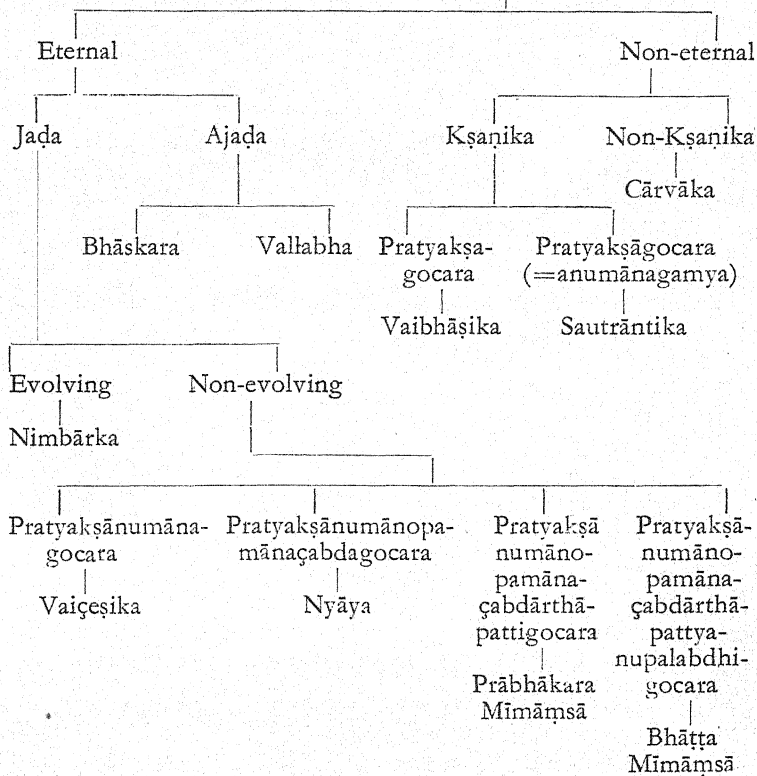 Eternal
Non-eternal
Jaḍa
Ajaḍa
Kṣaṇika
Non-Kṣaṇika
Cārvāka
Bhāskara
Vallabha
Pratyakṣa-
gocara
Pratyakṣāgocara
(=anumānagamya)
Vaibhāṣika
Sautrāntika
Evolving
Non-evolving
Nimbārka
Pratyakṣānumāna-
gocara
Vaiçeṣika
Pratyakṣānumānopa-
mānaçabdagocara
Nyāya
Pratyakṣā
numāno-
pamāna-
çabdārthā-
pattigocara
Prābhākara
Mīmāṃsā
Pratyakṣā-
numāno-
pamāna-
çabdārthā-
pattya-
nupalabdhi-
gocara
Bhāṭṭa
Mīmāṃsā